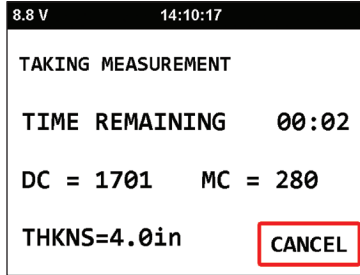 8.8 V 14:10:17
TAKING MEASUREMENT
TIME REMAINING 00:02
DC = 1701 MC = 280
THKNS=4.0in CANCEL